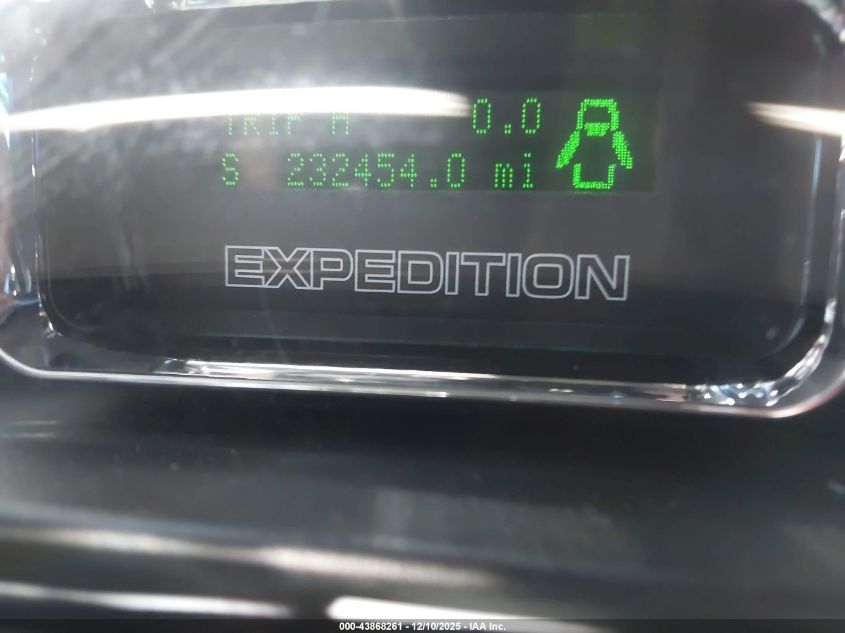 TRIP A 0.0
S 232454.0 mi
EXPEDITION
000-43868261 - 12/10/2025 - IAA Inc.